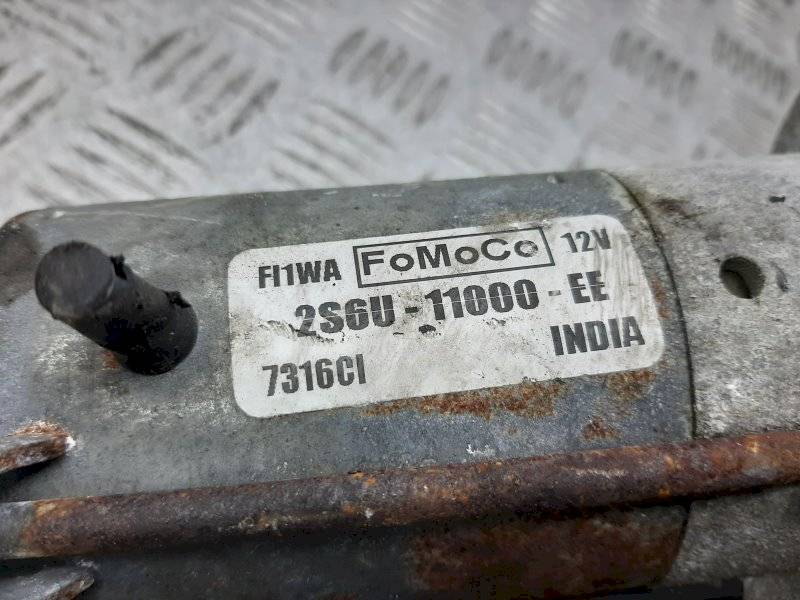 FI1WA FoMoCo 12V
2S6U-11000-EE
7316CI INDIA